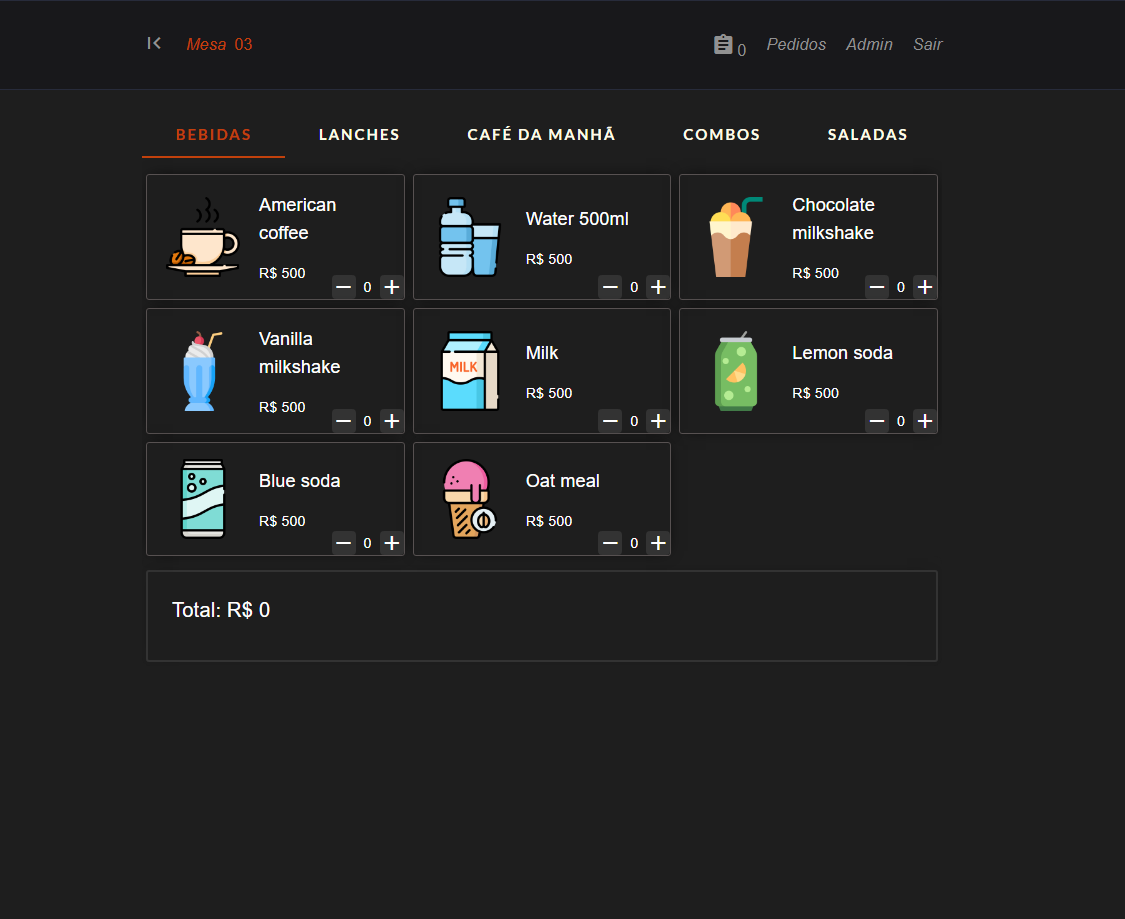 Mesa 03
0 Pedidos Admin Sair
BEBIDAS LANCHES CAFÉ DA MANHÃ COMBOS SALADAS
American
coffee
R$ 500
0
Water 500ml
R$ 500
0
Chocolate
milkshake
R$ 500
0
Vanilla
milkshake
R$ 500
0
MILK
Milk
R$ 500
0
Lemon soda
R$ 500
0
Blue soda
R$ 500
0
Oat meal
R$ 500
0
Total: R$ 0